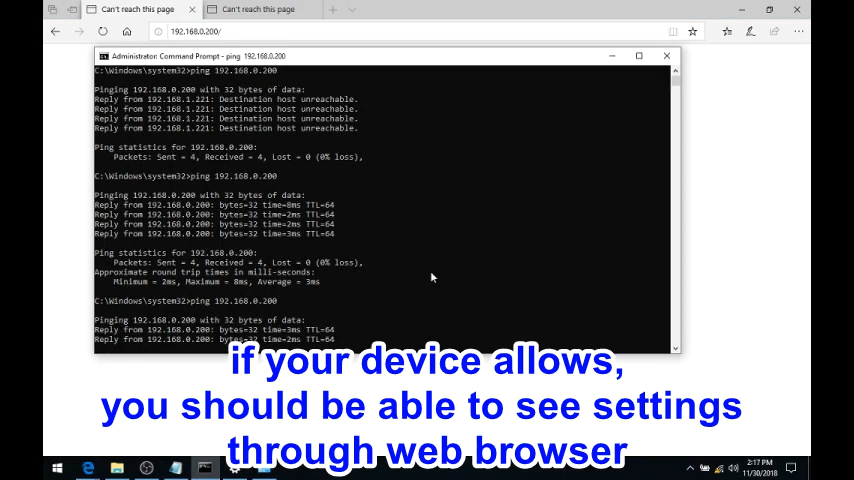 Can't reach this page
Can't reach this page
192.168.0.200/
Administrator: Command Prompt - ping 192.168.0.200
C:\Windows\system32>ping 192.168.0.200
Pinging 192.168.0.200 with 32 bytes of data:
Reply from 192.168.1.221: Destination host unreachable.
Reply from 192.168.1.221: Destination host unreachable.
Reply from 192.168.1.221: Destination host unreachable.
Reply from 192.168.1.221: Destination host unreachable.
Ping statistics for 192.168.0.200:
Packets: Sent = 4, Received = 4, Lost = 0 (0% loss),
C:\Windows\system32>ping 192.168.0.200
Pinging 192.168.0.200 with 32 bytes of data:
Reply from 192.168.0.200: bytes=32 time=8ms TTL=64
Reply from 192.168.0.200: bytes=32 time=2ms TTL=64
Reply from 192.168.0.200: bytes=32 time=2ms TTL=64
Reply from 192.168.0.200: bytes=32 time=3ms TTL=64
Ping statistics for 192.168.0.200:
Packets: Sent = 4, Received = 4, Lost = 0 (0% loss),
Approximate round trip times in milli-seconds:
Minimum = 2ms, Maximum = 8ms, Average = 3ms
C:\Windows\system32>ping 192.168.0.200
Pinging 192.168.0.200 with 32 bytes of data:
Reply from 192.168.0.200: bytes=32 time=3ms TTL=64
Reply from 192.168.0.200: bytes=32 time=2ms TTL=64
if your device allows,
you should be able to see settings
through web browser
2:17 PM
11/30/2018